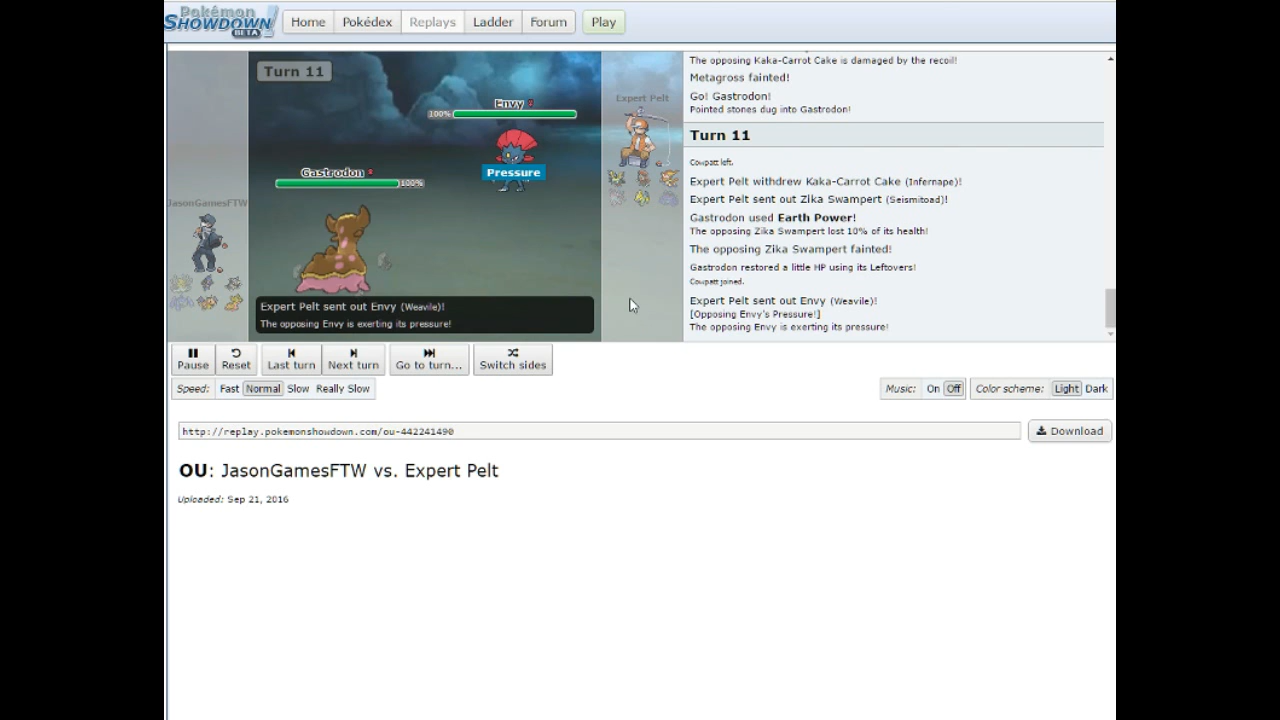 Pokémon
SHOWDOWN!
BETA
Home Pokédex Replays Ladder Forum Play
Turn 11
Envy
100%
Pressure
Gastrodon
100%
JasonGamesFTW
Expert Pelt
Expert Pelt sent out Envy (Weavile)!
The opposing Envy is exerting its pressure!
The opposing Kaka-Carrot Cake is damaged by the recoil!
Metagross fainted!
Go! Gastrodon!
Pointed stones dug into Gastrodon!
Turn 11
Cowpatt left.
Expert Pelt withdrew Kaka-Carrot Cake (Infernape)!
Expert Pelt sent out Zika Swampert (Seismitoad)!
Gastrodon used Earth Power!
The opposing Zika Swampert lost 10% of its health!
The opposing Zika Swampert fainted!
Gastrodon restored a little HP using its Leftovers!
Cowpatt joined.
Expert Pelt sent out Envy (Weavile)!
[Opposing Envy's Pressure!]
The opposing Envy is exerting its pressure!
Pause Reset Last turn Next turn Go to turn... Switch sides
Speed: Fast Normal Slow Really Slow
Music: On Off Color scheme: Light Dark
http://replay.pokemonshowdown.com/ou-442241490
Download
OU: JasonGamesFTW vs. Expert Pelt
Uploaded: Sep 21, 2016